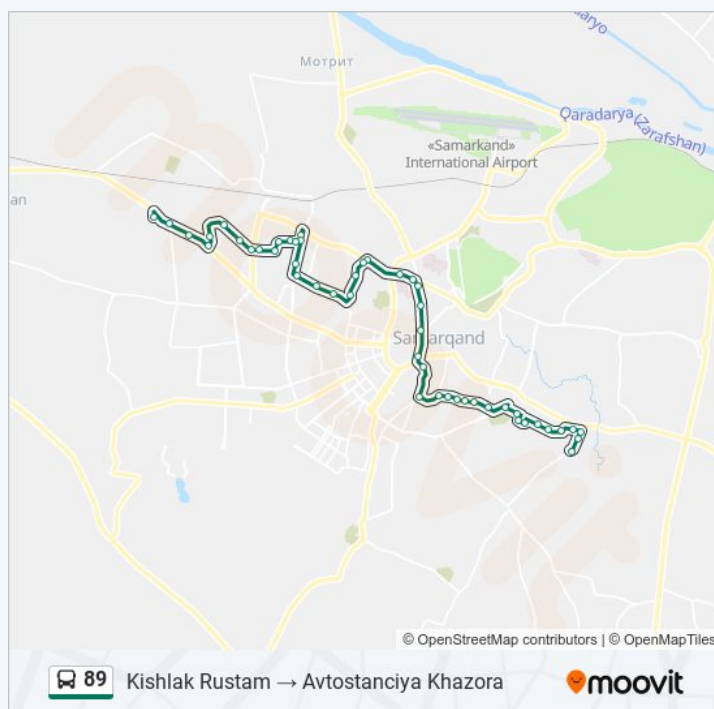 Мотрит
Qaradarya (Zarafshan)
«Samarkand»
International Airport
an
Samarqand
© OpenStreetMap contributors | © OpenMapTiles
89 Kishlak Rustam → Avtostanciya Khazora
moovit